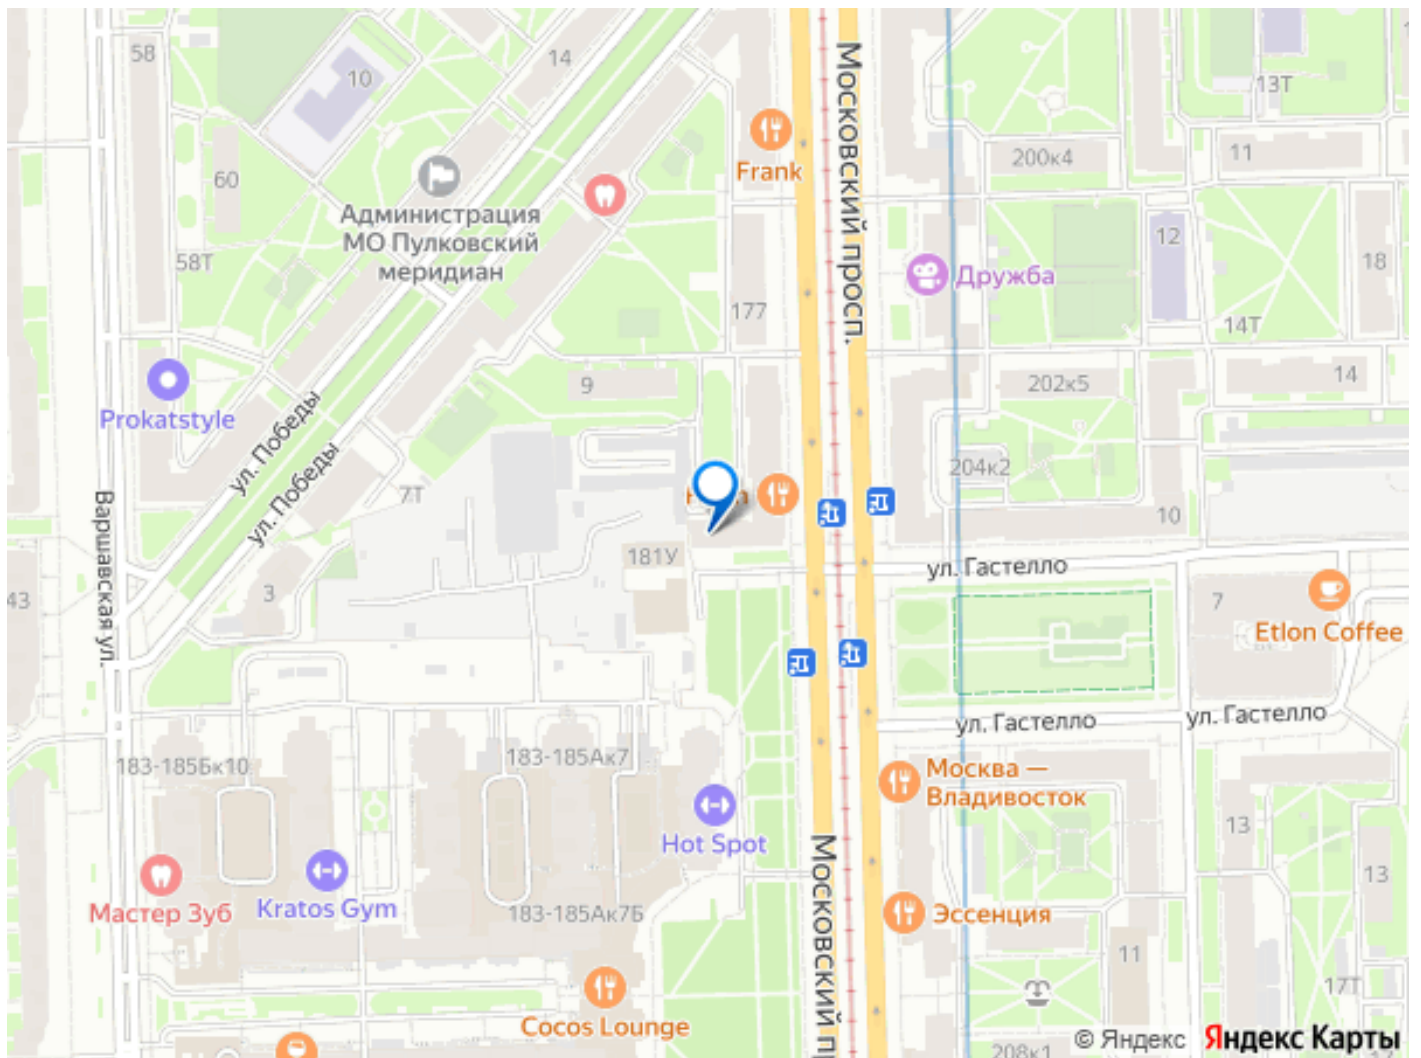 58
14
10
13Т
Frank
Московский просп.
200к4
11
60
Администрация
МО Пулковский
меридиан
12
18
58Т
Дружба
177
14Т
9
202к5
14
Prokatstyle
ул. Победы
ул. Победы
7Т
204к2
10
Варшавская ул.
181У
ул. Гастелло
43
3
7
Etlon Coffee
ул. Гастелло
ул. Гастелло
183-185Бк10
183-185Ак7
Москва —
Владивосток
Hot Spot
13
13
Мастер Зуб
Kratos Gym
183-185Ак7Б
Московский пр
Эссенция
11
17Т
Cocos Lounge
208к1
© Яндекс Яндекс Карты